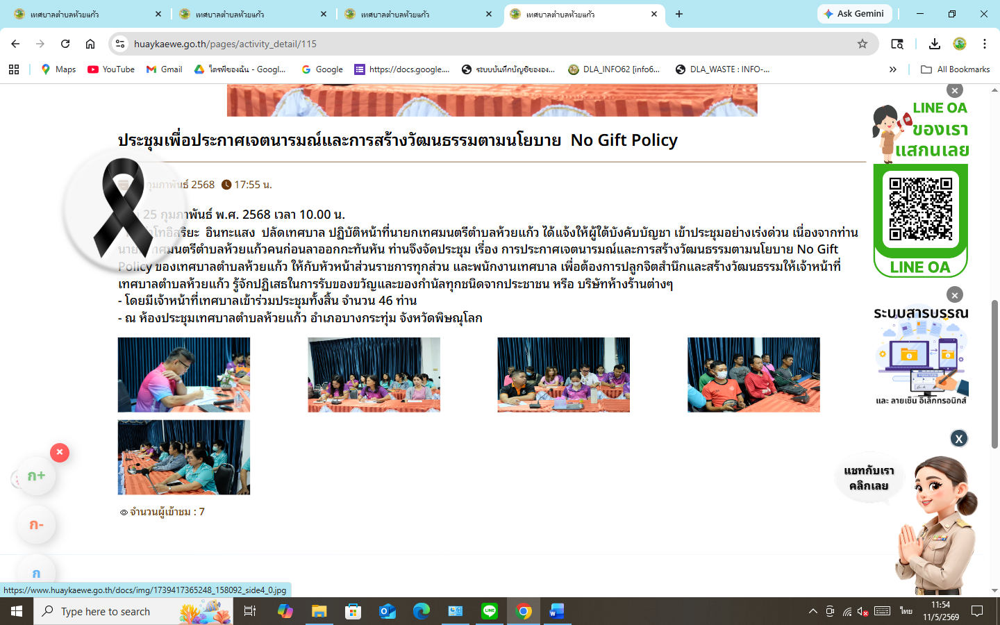 เทศบาลตำบลห้วยแก้ว
เทศบาลตำบลห้วยแก้ว
เทศบาลตำบลห้วยแก้ว
เทศบาลตำบลห้วยแก้ว
Ask Gemini
huaykaewe.go.th/pages/activity_detail/115
Maps
YouTube
Gmail
ไดรฟ์ของฉัน - Googl...
Google
https://docs.google....
ระบบบันทึกบัญชีขององ...
DLA_INFO62 [info6...
DLA_WASTE : INFO-...
All Bookmarks
LINE OA
ของเรา
แสกนเลย
LINE OA
ประชุมเพื่อประกาศเจตนารมณ์และการสร้างวัฒนธรรมตามนโยบาย No Gift Policy
กุมภาพันธ์ 2568 17:55 น.
25 กุมภาพันธ์ พ.ศ. 2568 เวลา 10.00 น.
อินทะแสง ปลัดเทศบาล ปฏิบัติหน้าที่นายกเทศมนตรีตำบลห้วยแก้ว ได้แจ้งให้ผู้ใต้บังคับบัญชา เข้าประชุมอย่างเร่งด่วน เนื่องจากท่าน
นายกเทศมนตรีตำบลห้วยแก้วคนก่อนลาออกกะทันหัน ท่านจึงจัดประชุม เรื่อง การประกาศเจตนารมณ์และการสร้างวัฒนธรรมตามนโยบาย No Gift
Policy ของเทศบาลตำบลห้วยแก้ว ให้กับหัวหน้าส่วนราชการทุกส่วน และพนักงานเทศบาล เพื่อต้องการปลูกจิตสำนึกและสร้างวัฒนธรรมให้เจ้าหน้าที่
เทศบาลตำบลห้วยแก้ว รู้จักปฏิเสธในการรับของขวัญและของกำนัลทุกชนิดจากประชาชน หรือ บริษัทห้างร้านต่างๆ
- โดยมีเจ้าหน้าที่เทศบาลเข้าร่วมประชุมทั้งสิ้น จำนวน 46 ท่าน
- ณ ห้องประชุมเทศบาลตำบลห้วยแก้ว อำเภอบางกระทุ่ม จังหวัดพิษณุโลก
ระบบสารบรรณ
และ ลายเซ็น อิเล็กทรอนิกส์
X
แชทกับเรา
คลิกเลย
ก+
ก-
ก
จำนวนผู้เข้าชม : 7
https://www.huaykaewe.go.th/docs/img/1739417365248_158092_side4_0.jpg
Type here to search
ไทย
11:54
11/5/2569